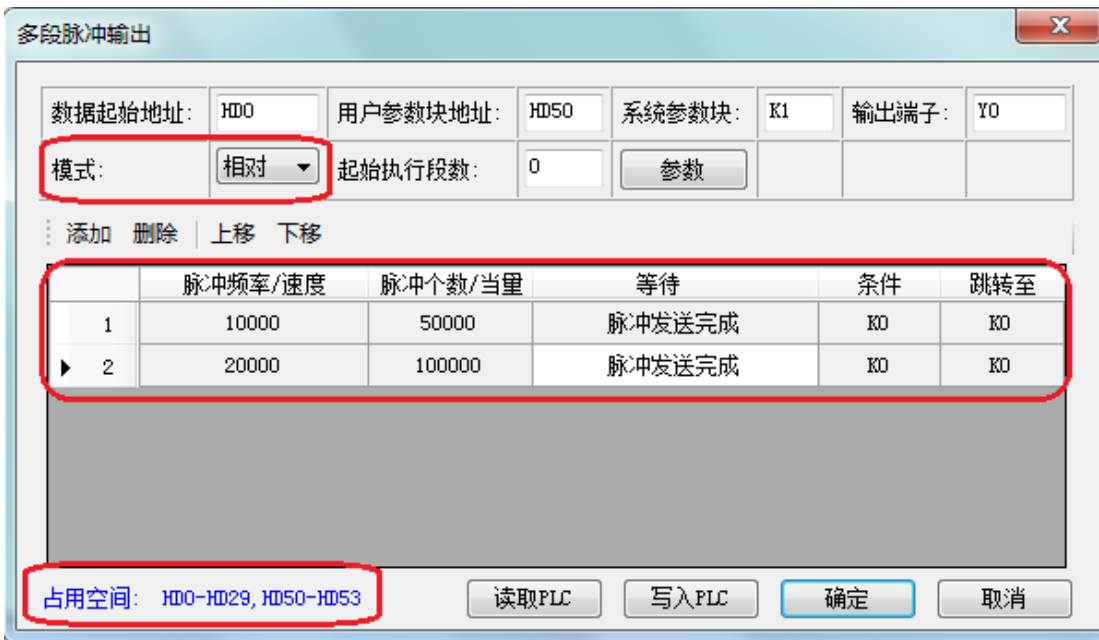 多段脉冲输出
数据起始地址: HD0 用户参数块地址: HD50 系统参数块: K1 输出端子: Y0
模式: 相对 起始执行段数: 0 参数
添加 删除 上移 下移
脉冲频率/速度 脉冲个数/当量 等待 条件 跳转至
1 10000 50000 脉冲发送完成 K0 K0
2 20000 100000 脉冲发送完成 K0 K0
占用空间: HD0-HD29, HD50-HD53 读取PLC 写入PLC 确定 取消